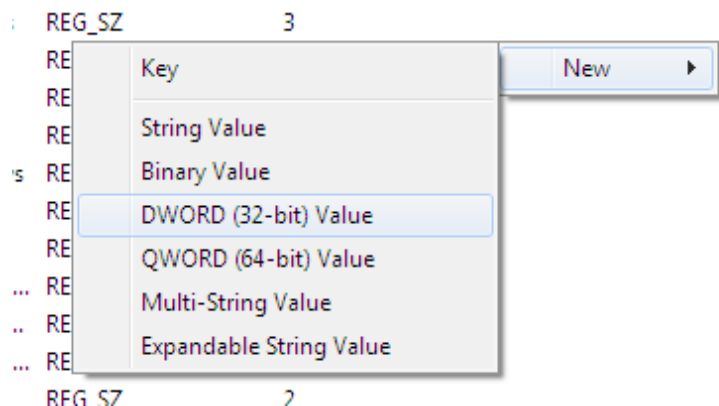 s REG_SZ 3
RE
Key
New
RE
RE
String Value
's RE
Binary Value
RE
DWORD (32-bit) Value
RE
QWORD (64-bit) Value
... RE
Multi-String Value
.. RE
Expandable String Value
... RE
REG_SZ 2